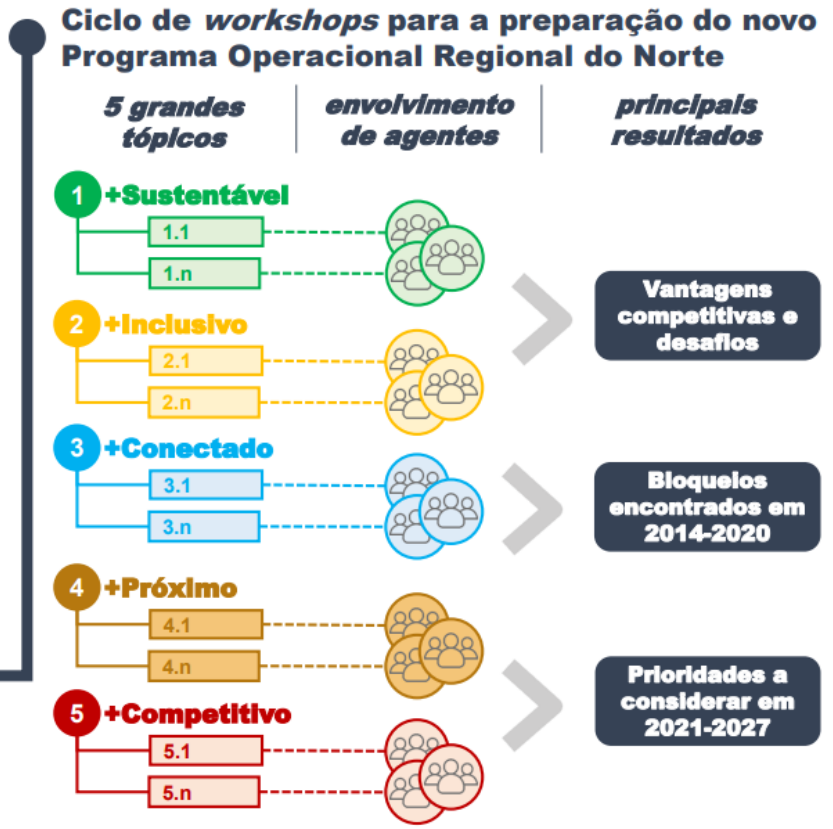 Ciclo de workshops para a preparação do novo
Programa Operacional Regional do Norte
5 grandes
tópicos
envolvimento
de agentes
principais
resultados
1 +Sustentável
1.1
1.n
2 +Inclusivo
2.1
2.n
3 +Conectado
3.1
3.n
4 +Próximo
4.1
4.n
5 +Competitivo
5.1
5.n
Vantagens
competitivas e
desafios
Bloqueios
encontrados em
2014-2020
Prioridades a
considerar em
2021-2027